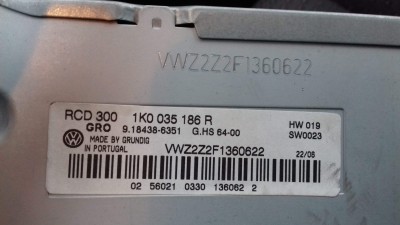 VWZ2Z2F1360622
RCD 300 1K0 035 186 R
GRO 9.18438-6351 G.HS 64-00 HW 019
SW0023
MADE BY GRUNDIG
IN PORTUGAL
VWZ2Z2F1360622 22/05
02 56021 0330 136062 2